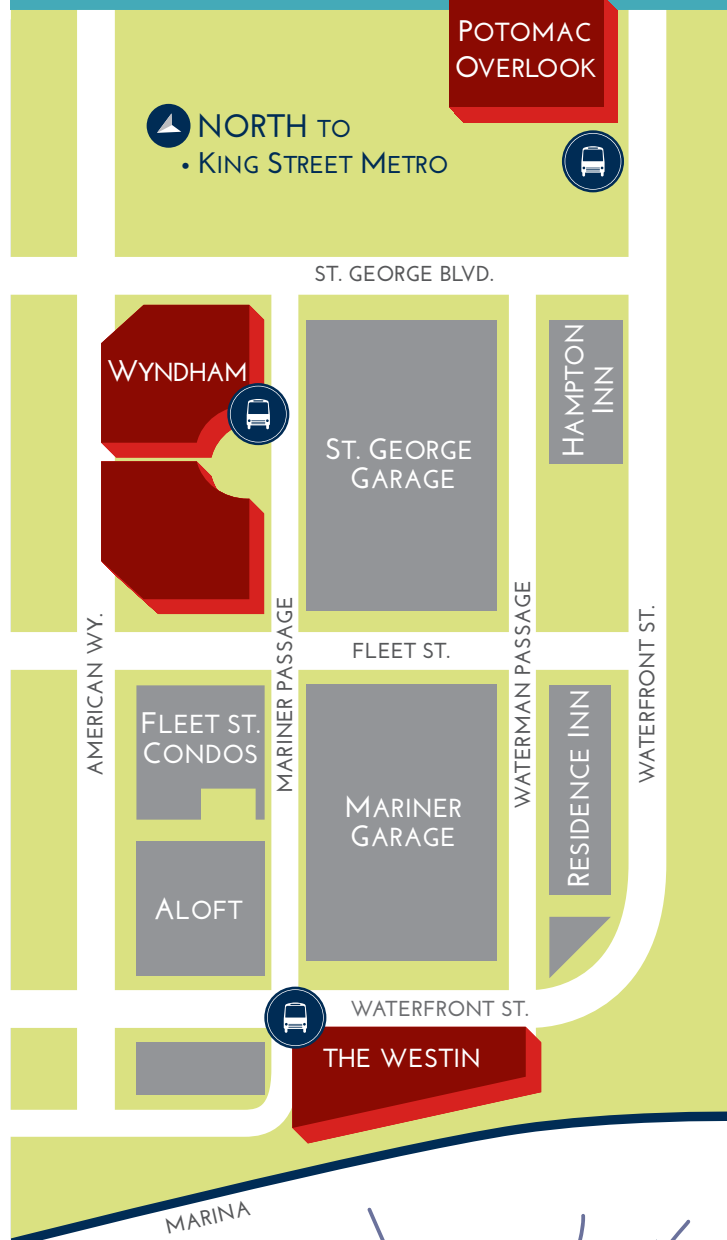 POTOMAC
OVERLOOK
NORTH TO
• KING STREET METRO
ST. GEORGE BLVD.
WYNDHAM
HAMPTON
INN
ST. GEORGE
GARAGE
AMERICAN WY.
MARINER PASSAGE
FLEET ST.
WATERMAN PASSAGE
WATERFRONT ST.
FLEET ST.
CONDOS
MARINER
GARAGE
RESIDENCE INN
ALOFT
WATERFRONT ST.
THE WESTIN
MARINA